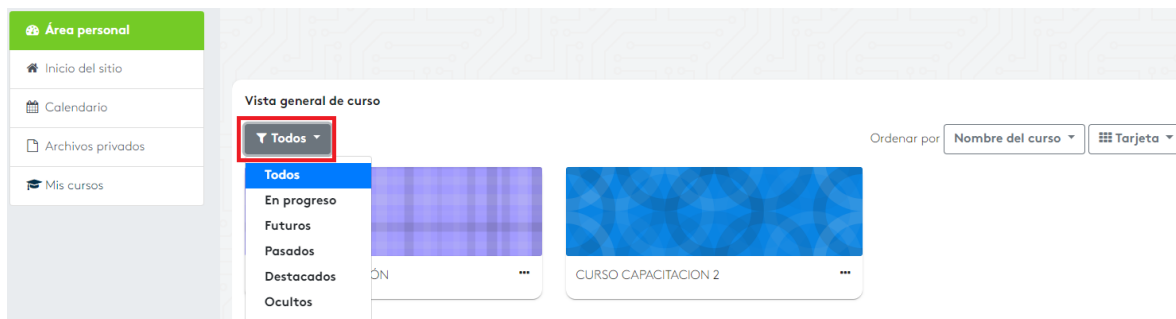 Área personal
Inicio del sitio
Calendario
Archivos privados
Mis cursos
Vista general de curso
Todos
Ordenar por Nombre del curso Tarjeta
Todos
En progreso
Futuros
Pasados
Destacados
Ocultos
ÓN ...
CURSO CAPACITACION 2 ...